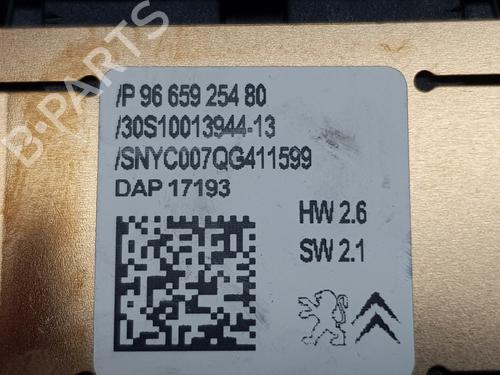 B-PARTS
/P 96 659 254 80
/30S10013944-13
/SNYC007QG411599
DAP 17193
HW 2.6
SW 2.1